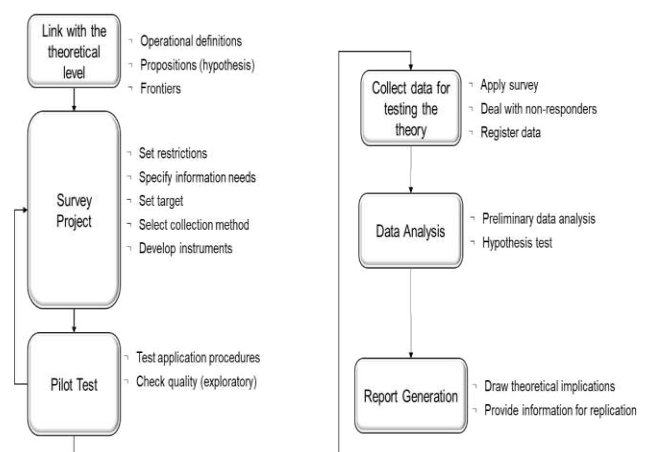 Link with the
theoretical
level
¬ Operational definitions
¬ Propositions (hypothesis)
¬ Frontiers
Survey
Project
¬ Set restrictions
¬ Specify information needs
¬ Set target
¬ Select collection method
¬ Develop instruments
Pilot Test
¬ Test application procedures
¬ Check quality (exploratory)
Collect data for
testing the
theory
¬ Apply survey
¬ Deal with non-responders
¬ Register data
Data Analysis
¬ Preliminary data analysis
¬ Hypothesis test
Report Generation
¬ Draw theoretical implications
¬ Provide information for replication